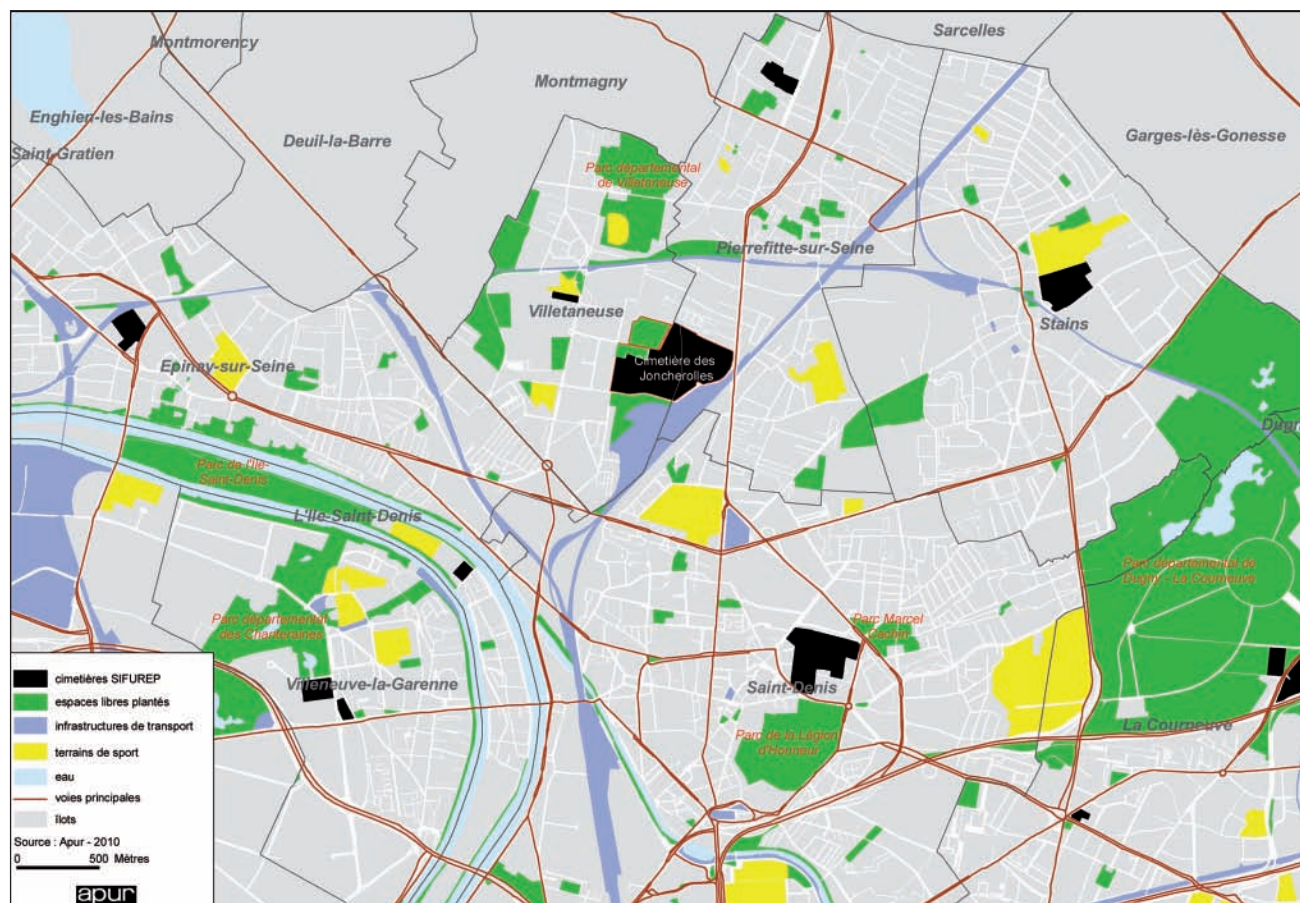 Sarcelles
Montmorency
Montmagny
Enghien-les-Bains
Deuil-la-Barre
Garges-lès-Gonesse
Saint-Gratien
Parc départemental
de Villetaneuse
Pierrefitte-sur-Seine
Villetaneuse
Stains
Cimetière des
Joncherolles
Epinay-sur-Seine
Parc de l'Ile-
Saint-Denis
L'Ile-Saint-Denis
Parc départemental de
Dugny - La Courneuve
Parc départemental
des Chanteraines
Parc Marcel
Cachin
Villeneuve-la-Garenne
Saint-Denis
La Courneuve
Parc de la Légion
d'Honneur
cimetières SIFUREP
espaces libres plantés
infrastructures de transport
terrains de sport
eau
voies principales
îlots
Source : Apur - 2010
0 500 Mètres
apur